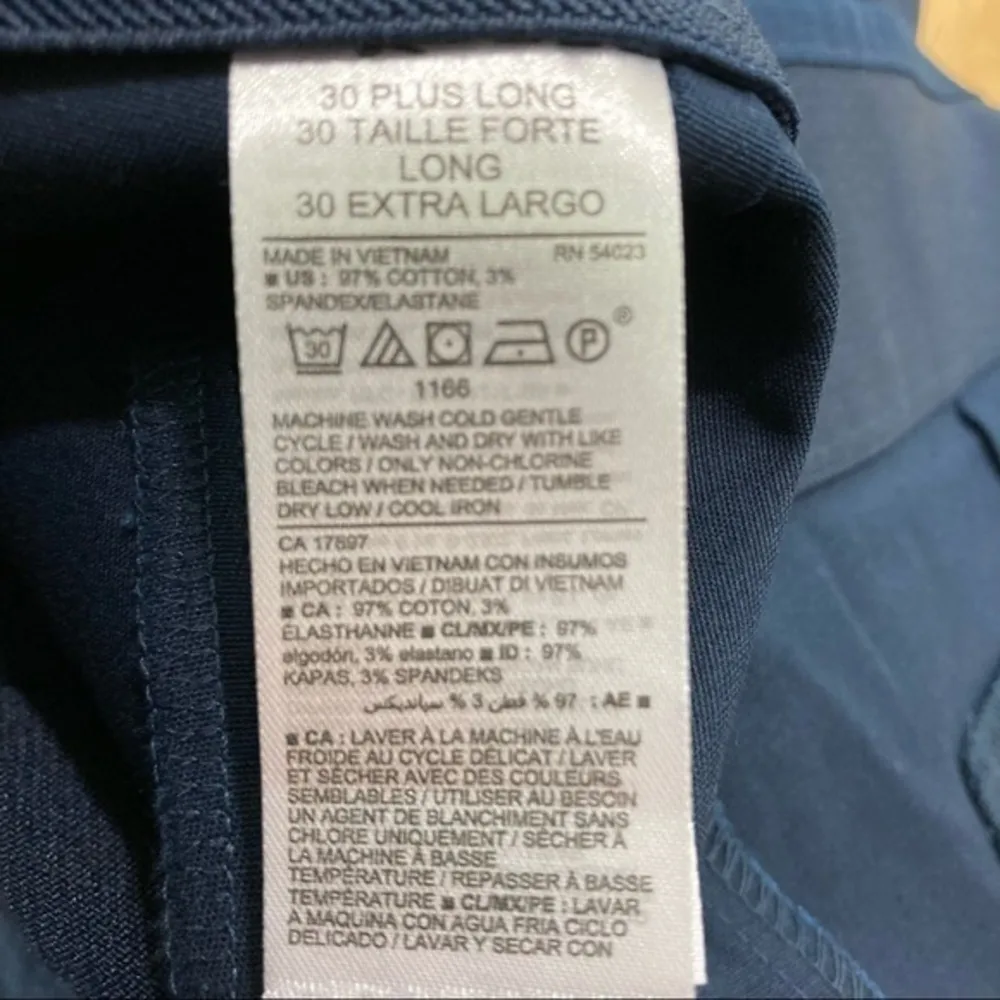 30 PLUS LONG
30 TAILLE FORTE
LONG
30 EXTRA LARGO
MADE IN VIETNAM RN 54023
■ US : 97% COTTON, 3%
SPANDEX/ELASTANE
30 P ®
1166
MACHINE WASH COLD GENTLE
CYCLE / WASH AND DRY WITH LIKE
COLORS / ONLY NON-CHLORINE
BLEACH WHEN NEEDED / TUMBLE
DRY LOW / COOL IRON
CA 17897
HECHO EN VIETNAM CON INSUMOS
IMPORTADOS / DIBUAT DI VIETNAM
■ CA : 97% COTON, 3%
ÉLASTHANNE ■ CL/MX/PE : 97%
algodón, 3% elastano ■ ID : 97%
KAPAS, 3% SPANDEKS
■ AE : 97 % قطن 3 % سباندیکس
■ CA : LAVER À LA MACHINE À L'EAU
FROIDE AU CYCLE DÉLICAT / LAVER
ET SÉCHER AVEC DES COULEURS
SEMBLABLES / UTILISER AU BESOIN
UN AGENT DE BLANCHIMENT SANS
CHLORE UNIQUEMENT / SÉCHER À
LA MACHINE À BASSE
TEMPÉRATURE / REPASSER À BASSE
TEMPÉRATURE ■ CL/MX/PE : LAVAR
A MAQUINA CON AGUA FRIA CICLO
DELICADO / LAVAR Y SECAR CON